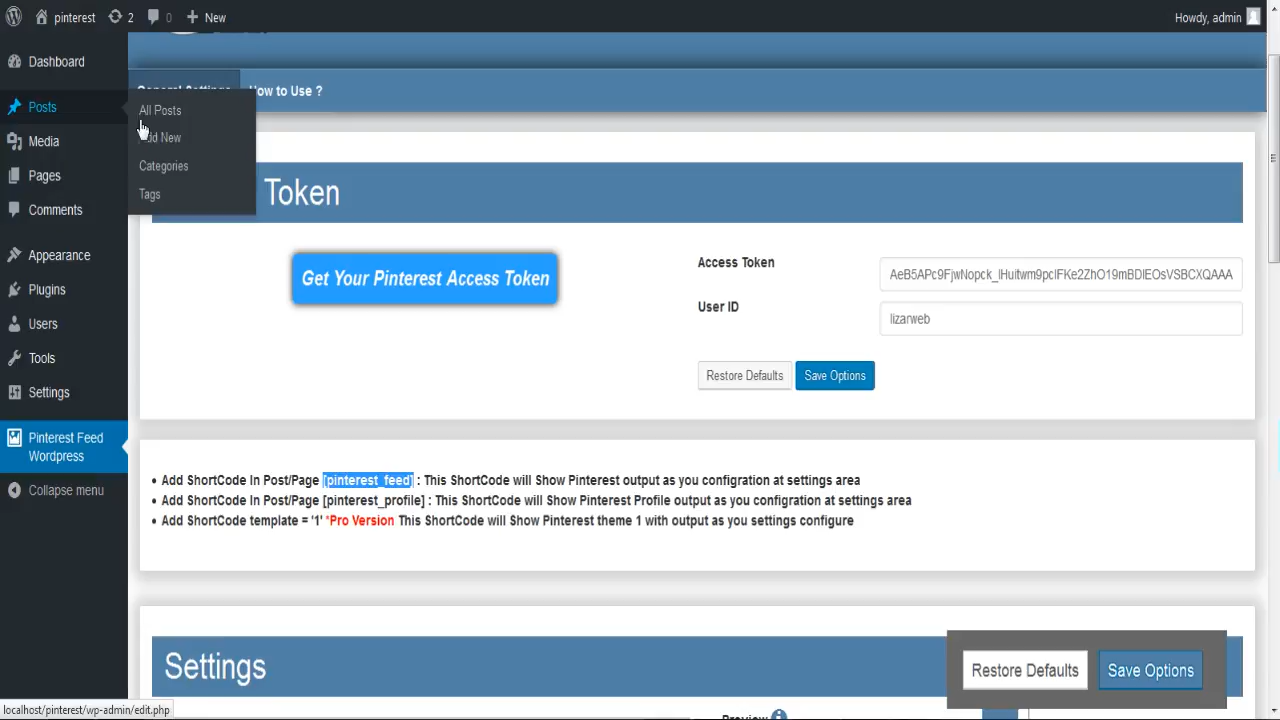 pinterest 2 0 New Howdy, admin
Dashboard
Posts
Media
Pages
Comments
Appearance
Plugins
Users
Tools
Settings
Pinterest Feed
Wordpress
Collapse menu
All Posts
Add New
Categories
Tags
General Settings How to Use ?
Token
Get Your Pinterest Access Token
Access Token
User ID
lizarweb
Restore Defaults Save Options
• Add ShortCode In Post/Page [pinterest_feed] : This ShortCode will Show Pinterest output as you configration at settings area
• Add ShortCode In Post/Page [pinterest_profile] : This ShortCode will Show Pinterest Profile output as you configration at settings area
• Add ShortCode template = '1' *Pro Version This ShortCode will Show Pinterest theme 1 with output as you settings configure
Settings
Restore Defaults Save Options
Preview
localhost/pinterest/wp-admin/edit.php